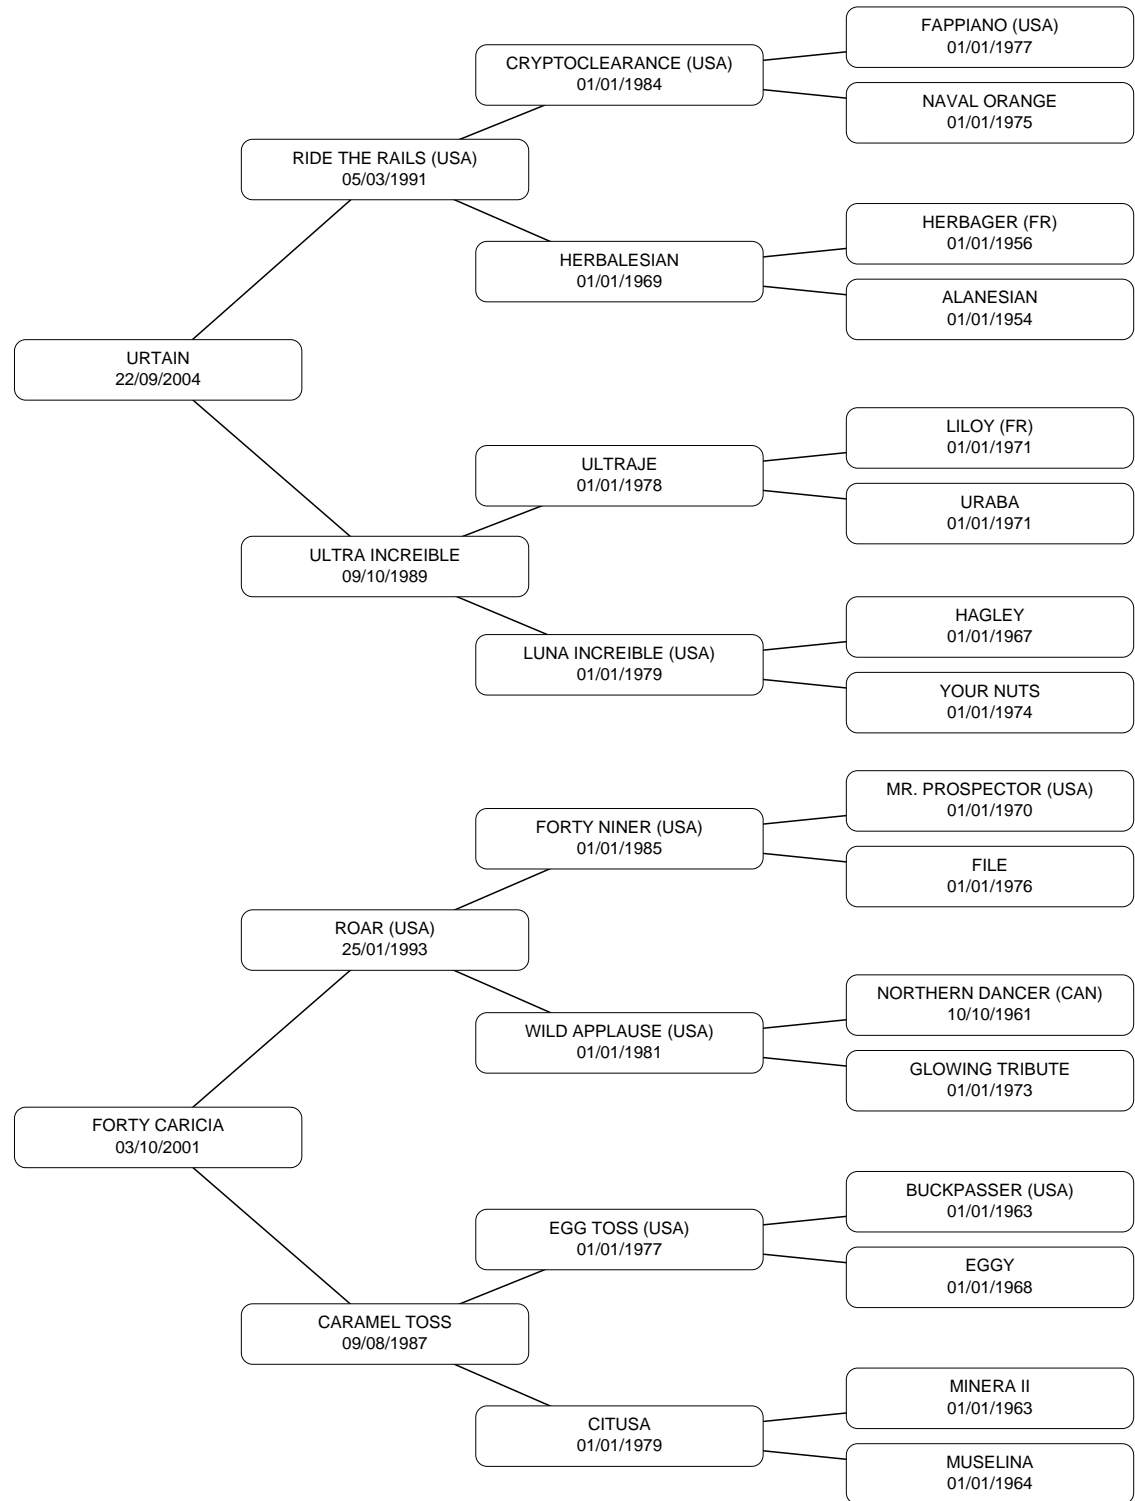 FAPPIANO (USA)
01/01/1977
CRYPTOCLEARANCE (USA)
01/01/1984
NAVAL ORANGE
01/01/1975
RIDE THE RAILS (USA)
05/03/1991
HERBAGER (FR)
01/01/1956
HERBALESIAN
01/01/1969
ALANESIAN
01/01/1954
URTAIN
22/09/2004
LILOY (FR)
01/01/1971
ULTRAJE
01/01/1978
URABA
01/01/1971
ULTRA INCREIBLE
09/10/1989
HAGLEY
01/01/1967
LUNA INCREIBLE (USA)
01/01/1979
YOUR NUTS
01/01/1974
MR. PROSPECTOR (USA)
01/01/1970
FORTY NINER (USA)
01/01/1985
FILE
01/01/1976
ROAR (USA)
25/01/1993
NORTHERN DANCER (CAN)
10/10/1961
WILD APPLAUSE (USA)
01/01/1981
GLOWING TRIBUTE
01/01/1973
FORTY CARICIA
03/10/2001
BUCKPASSER (USA)
01/01/1963
EGG TOSS (USA)
01/01/1977
EGGY
01/01/1968
CARAMEL TOSS
09/08/1987
MINERA II
01/01/1963
CITUSA
01/01/1979
MUSELINA
01/01/1964